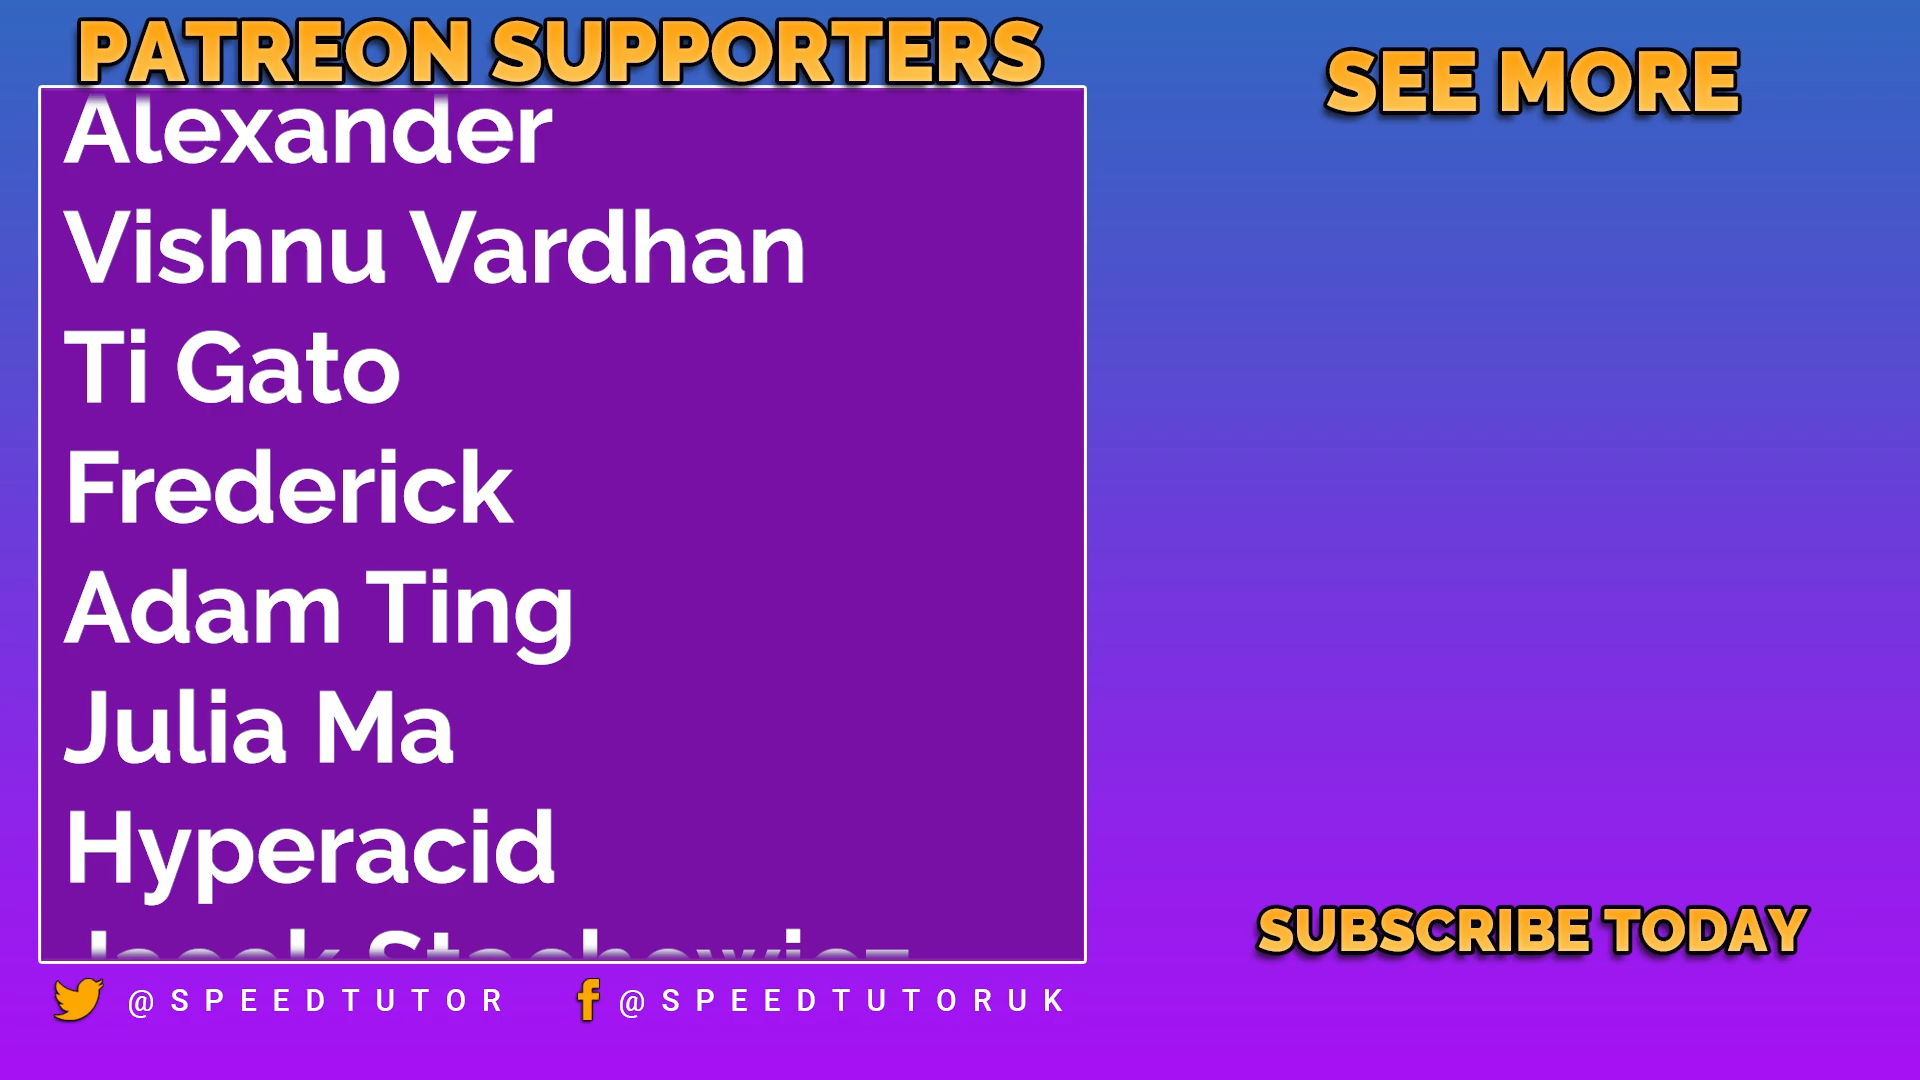 PATREON SUPPORTERS
SEE MORE
Alexander
Vishnu Vardhan
Ti Gato
Frederick
Adam Ting
Julia Ma
Hyperacid
SUBSCRIBE TODAY
@SPEEDTUTOR
@SPEEDTUTORUK